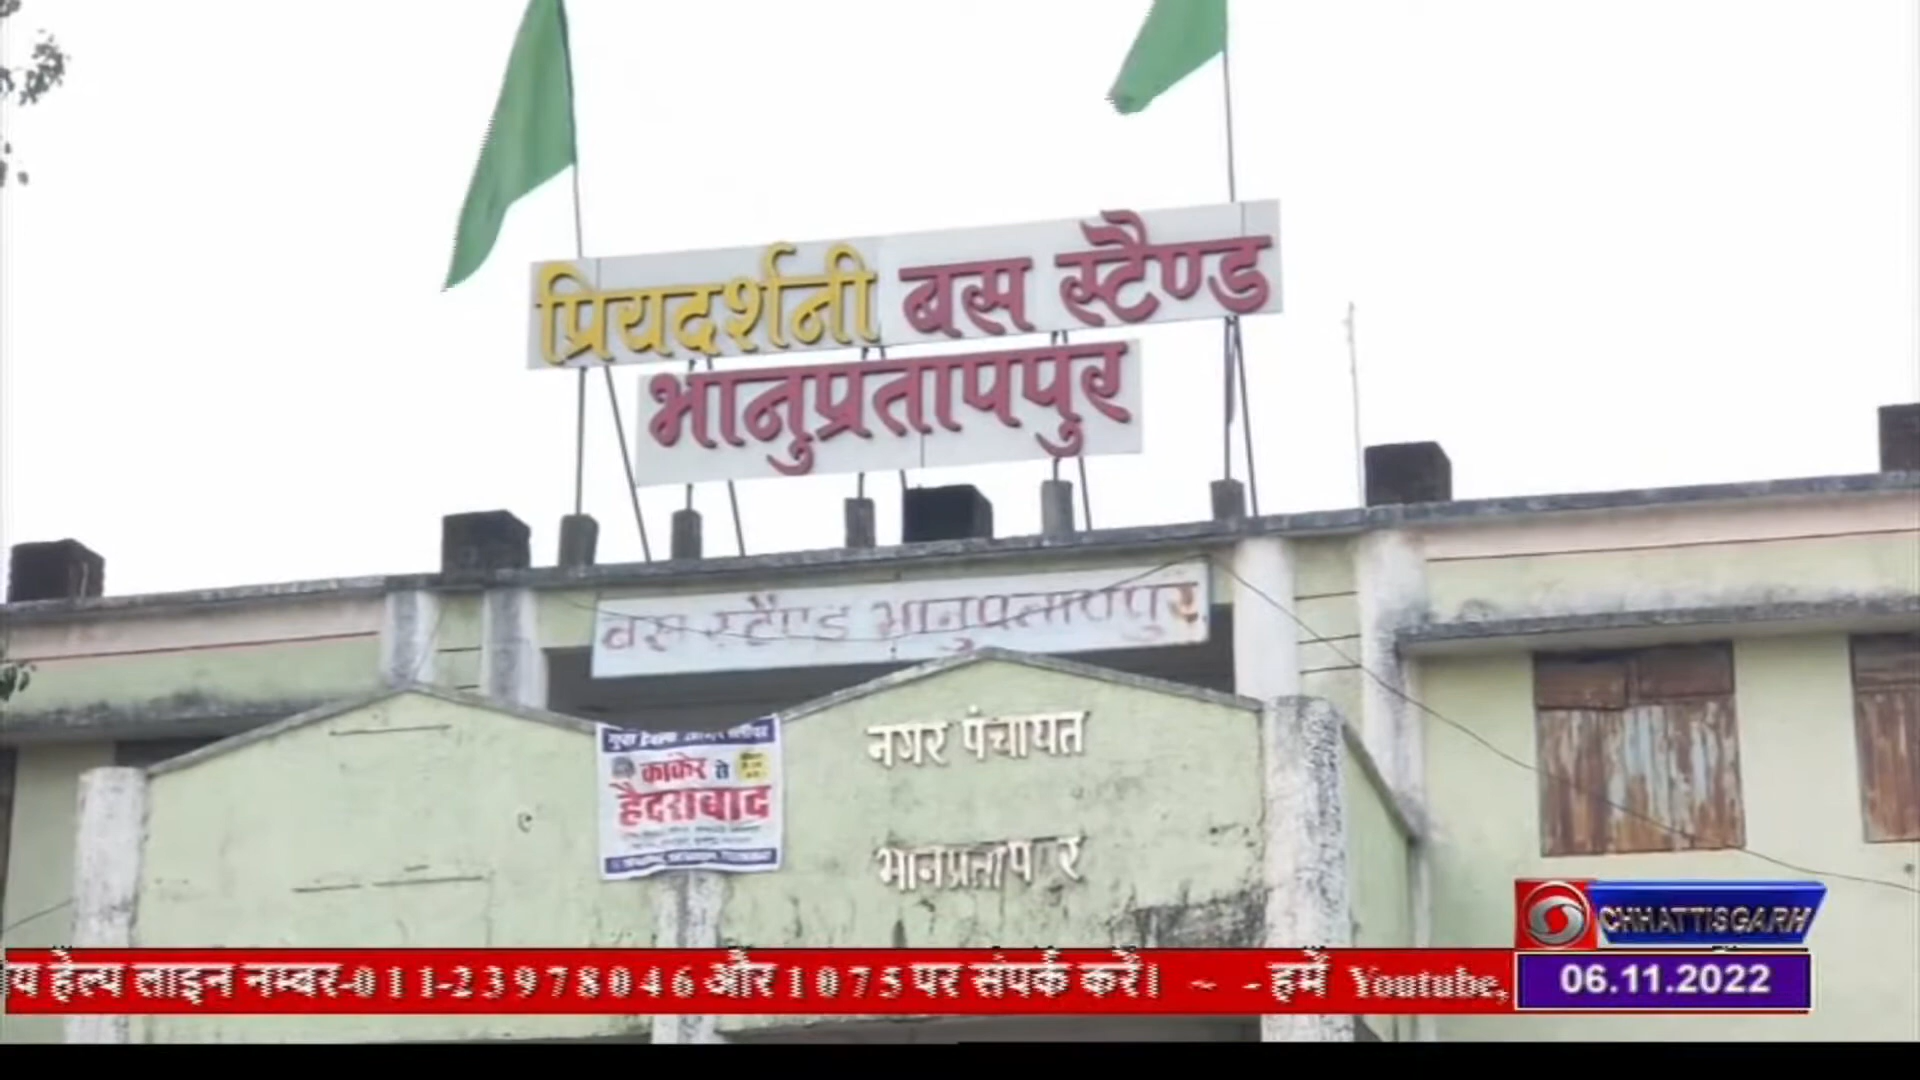 प्रियदर्शनी बस स्टैण्ड
भानुप्रतापपुर
बस स्टैण्ड भानुप्रतापपुर
नगर पंचायत
भानप्रताप र
कांकेर से
हैदराबाद
CHHATTISGARH
य हैल्प लाइन नम्बर-011-23978046 और 1075 पर संपर्क करें। ~ - हमें Youtube,
06.11.2022